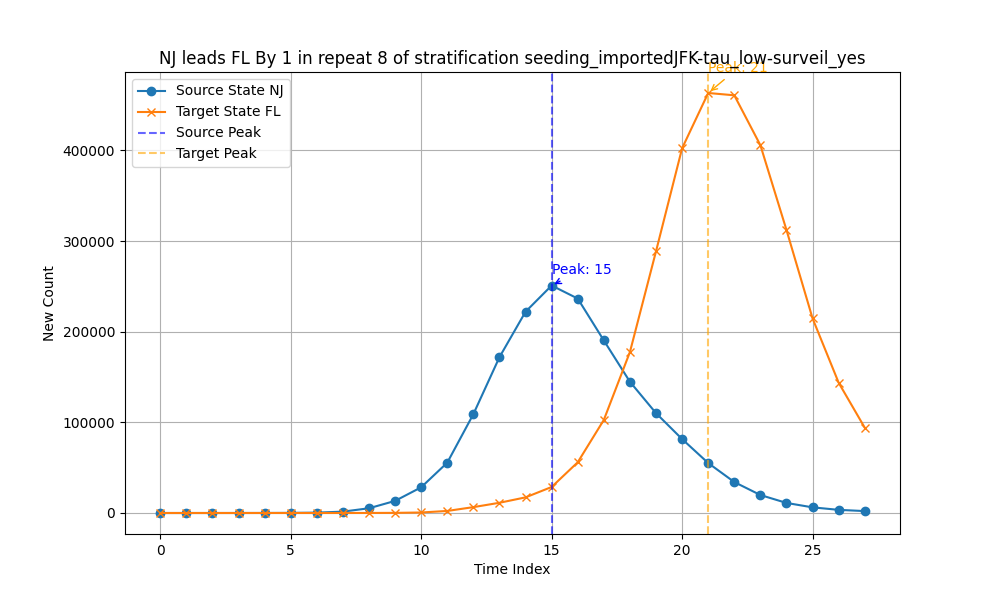 NJ leads FL By 1 in repeat 8 of stratification seeding_importedJFK-tau_low-surveil_yes
Peak: 21
Source State NJ
Target State FL
Source Peak
Target Peak
Peak: 15
New Count
400000
300000
200000
100000
0
0 5 10 15 20 25
Time Index